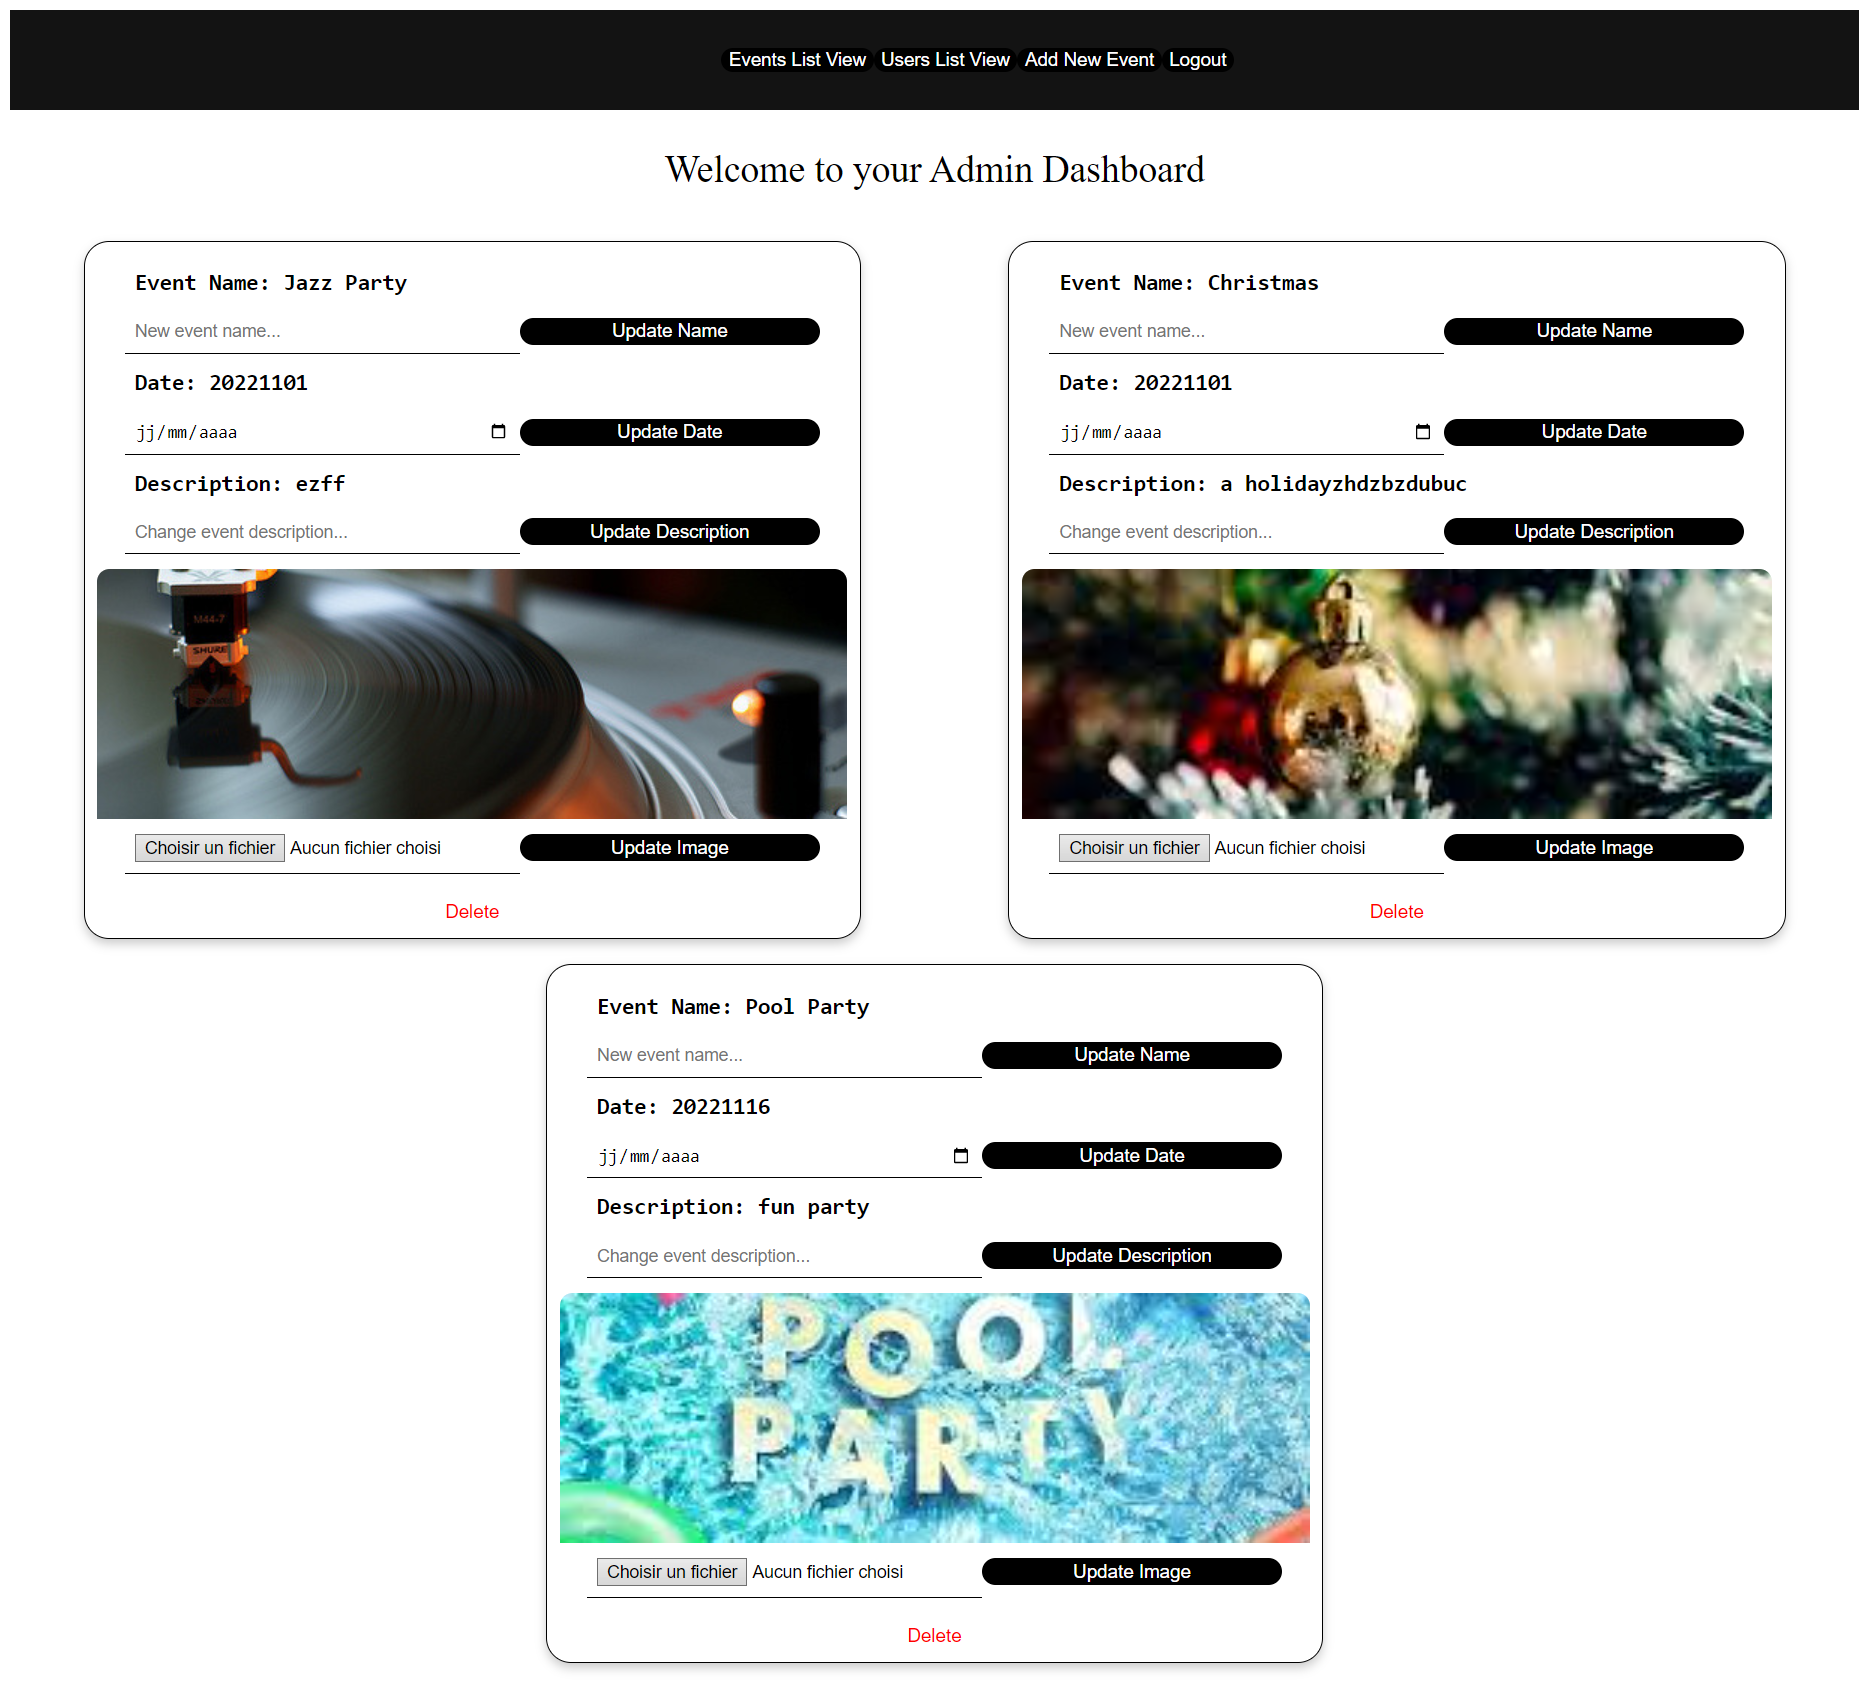 Events List View Users List View Add New Event Logout
Welcome to your Admin Dashboard
Event Name: Jazz Party
New event name... Update Name
Date: 20221101
jj/mm/aaaa Update Date
Description: ezff
Change event description... Update Description
M44-7
SHURE
Choisir un fichier Aucun fichier choisi Update Image
Delete
Event Name: Christmas
New event name... Update Name
Date: 20221101
jj/mm/aaaa Update Date
Description: a holidayzhdzbzdubuc
Change event description... Update Description
Choisir un fichier Aucun fichier choisi Update Image
Delete
Event Name: Pool Party
New event name... Update Name
Date: 20221116
jj/mm/aaaa Update Date
Description: fun party
Change event description... Update Description
POOL
PARTY
Choisir un fichier Aucun fichier choisi Update Image
Delete